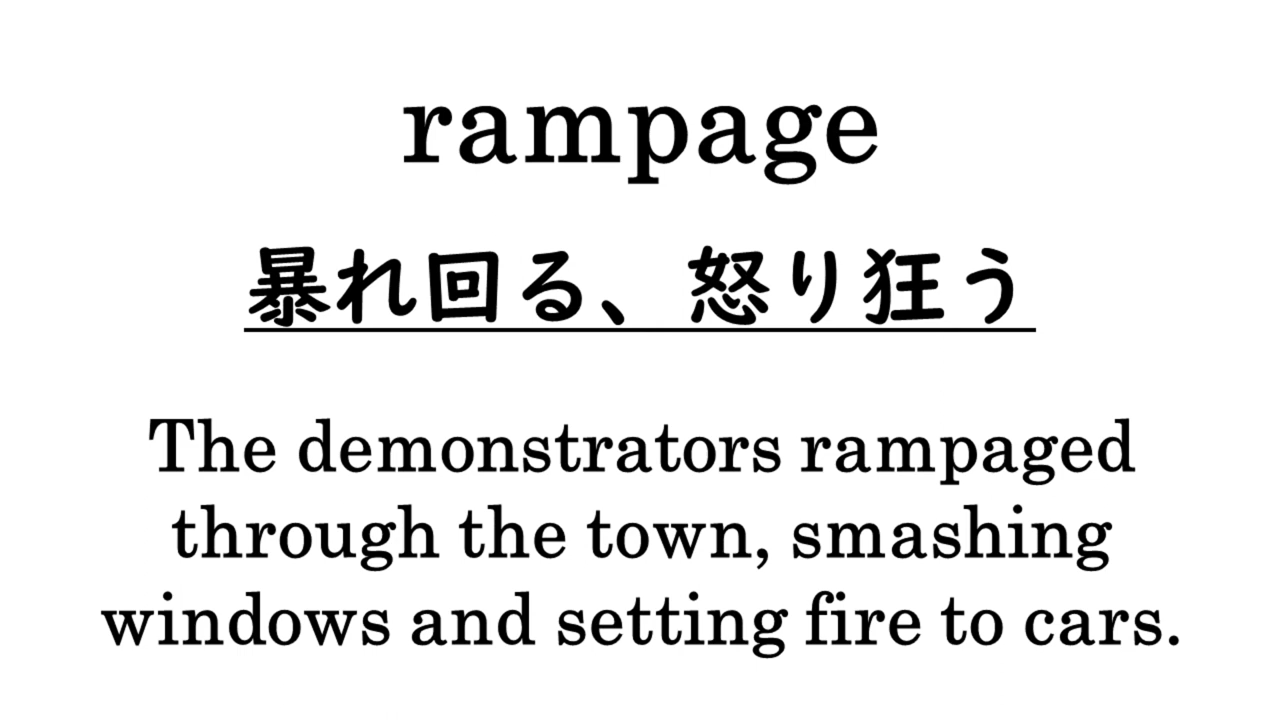 rampage
暴れ回る、怒り狂う
The demonstrators rampaged
through the town, smashing
windows and setting fire to cars.